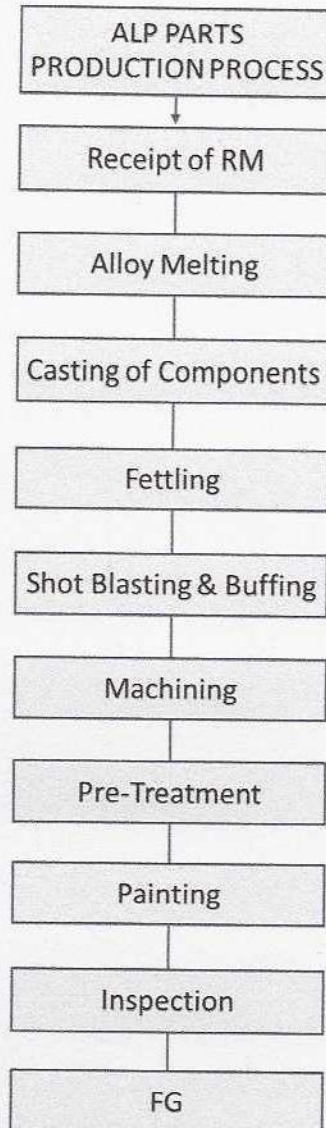 ALP PARTS
PRODUCTION PROCESS
Receipt of RM
Alloy Melting
Casting of Components
Fettling
Shot Blasting & Buffing
Machining
Pre-Treatment
Painting
Inspection
FG